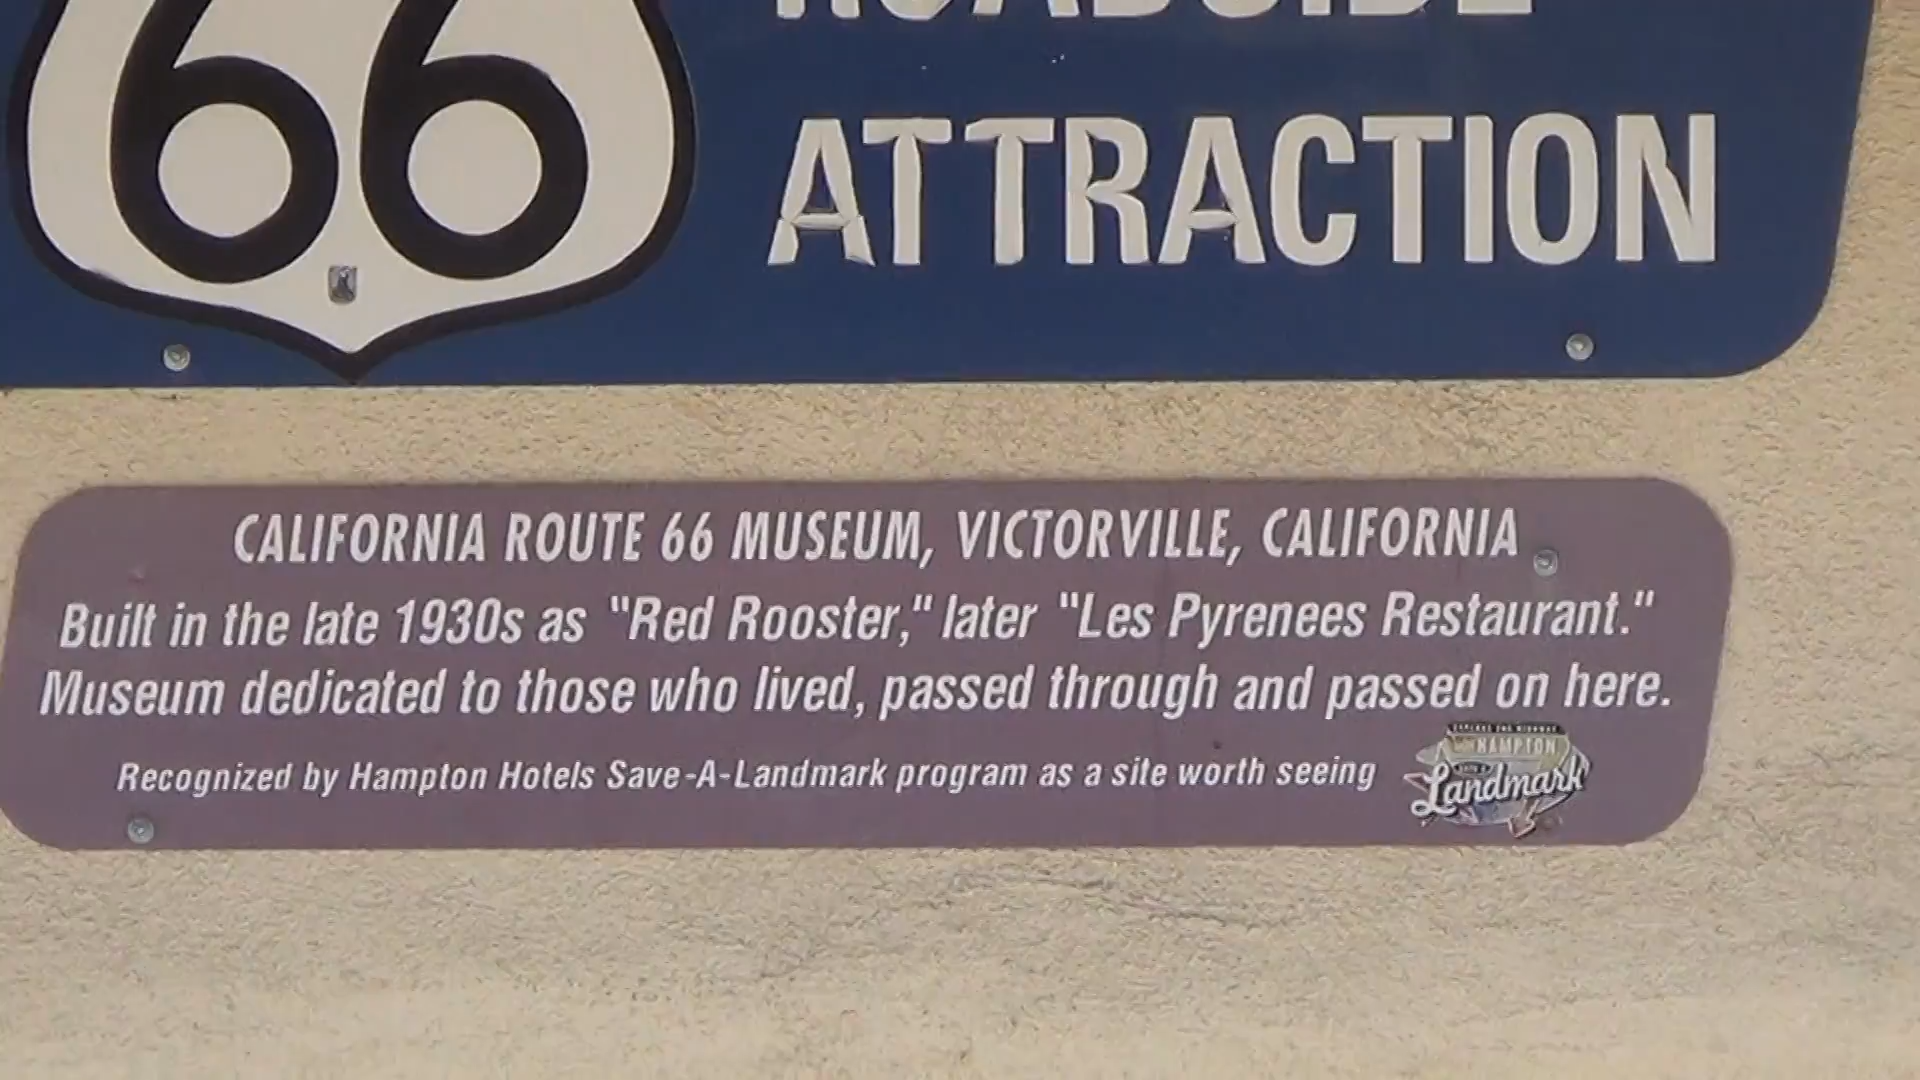 66
ROADSIDE
ATTRACTION
CALIFORNIA ROUTE 66 MUSEUM, VICTORVILLE, CALIFORNIA
Built in the late 1930s as "Red Rooster," later "Les Pyrenees Restaurant."
Museum dedicated to those who lived, passed through and passed on here.
Recognized by Hampton Hotels Save-A-Landmark program as a site worth seeing
HAMPTON
Landmark